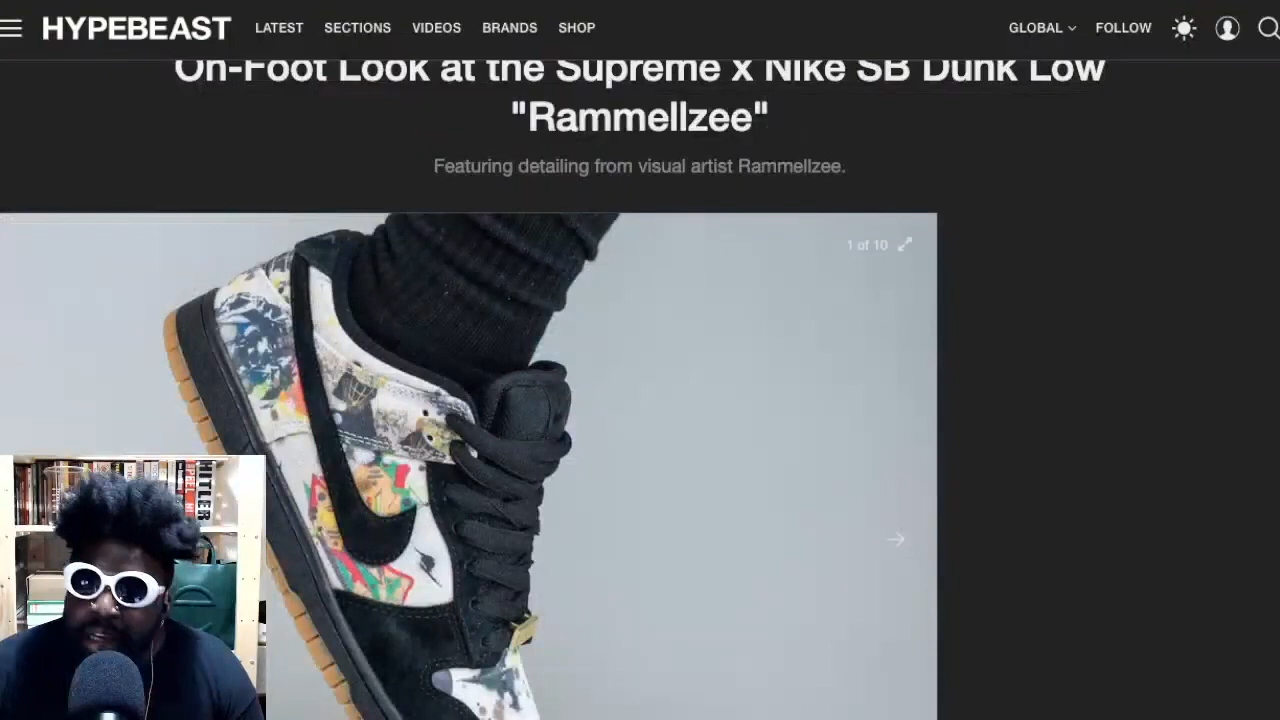 HYPEBEAST LATEST SECTIONS VIDEOS BRANDS SHOP GLOBAL FOLLOW
On-Foot Look at the Supreme x Nike SB Dunk Low
"Rammellzee"
Featuring detailing from visual artist Rammellzee.
1 of 10
HITLER